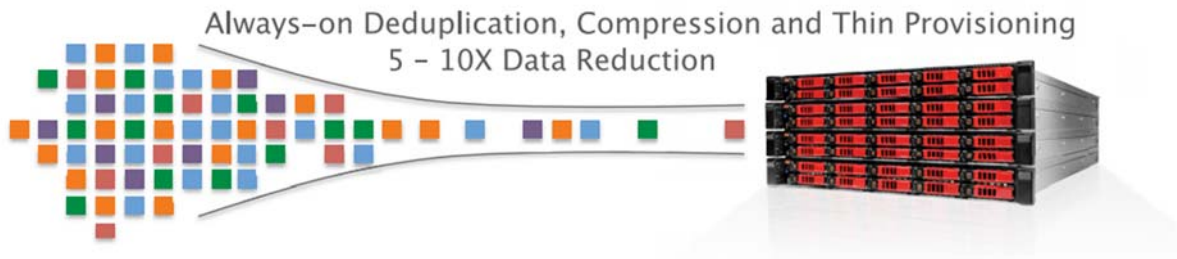 Always-on Deduplication, Compression and Thin Provisioning
5 - 10X Data Reduction